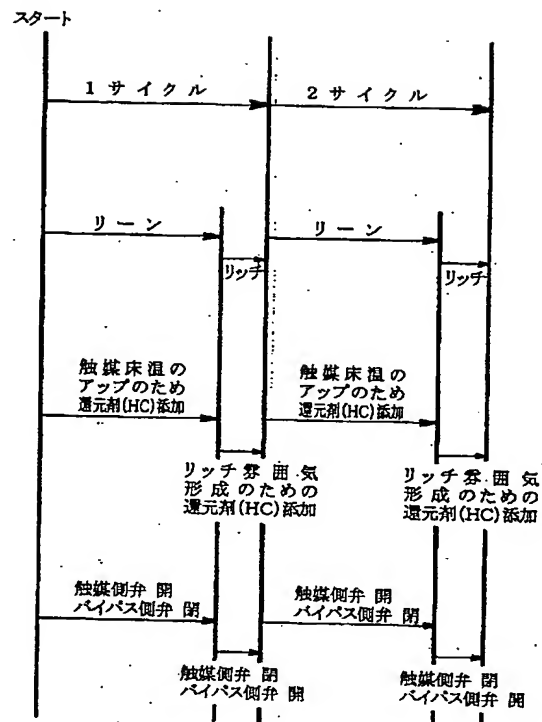 スタート
1サイクル
2サイクル
リーン
リーン
リッチ
リッチ
触媒床温の
アップのため
還元剤(HC)添加
触媒床温の
アップのため
還元剤(HC)添加
リッチ雰囲気
形成のための
還元剤(HC)添加
リッチ雰囲気
形成のための
還元剤(HC)添加
触媒側弁 開
バイパス側弁 閉
触媒側弁 開
バイパス側弁 閉
触媒側弁 閉
バイパス側弁 開
触媒側弁 閉
バイパス側弁 開